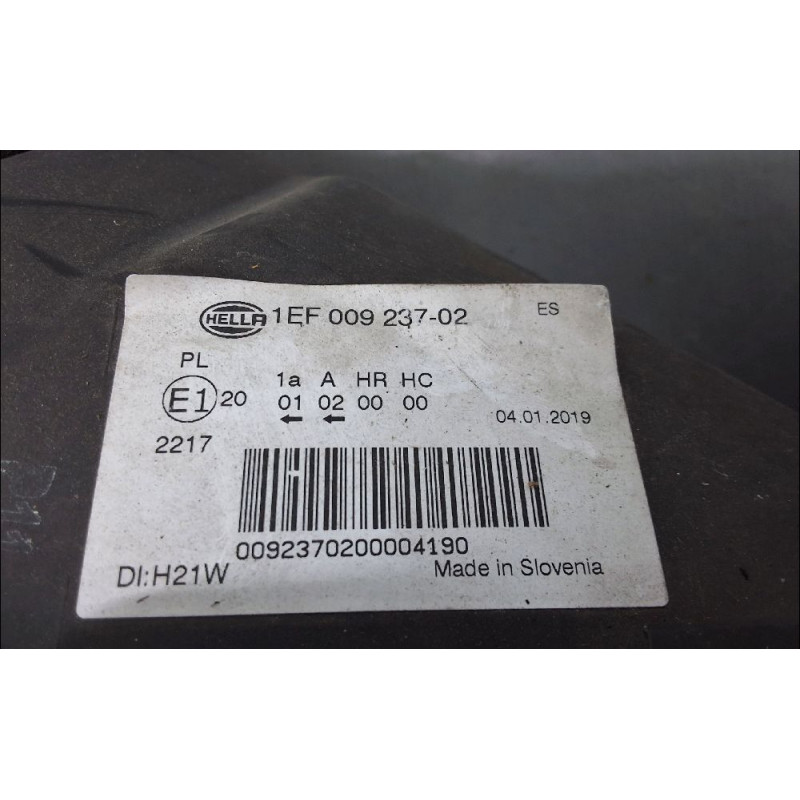 HELLA 1EF 009 237-02 ES
PL
1a A HR HC
E1 20 01 02 00 00
← ← 04.01.2019
2217
0092370200004190
DI:H21W Made in Slovenia